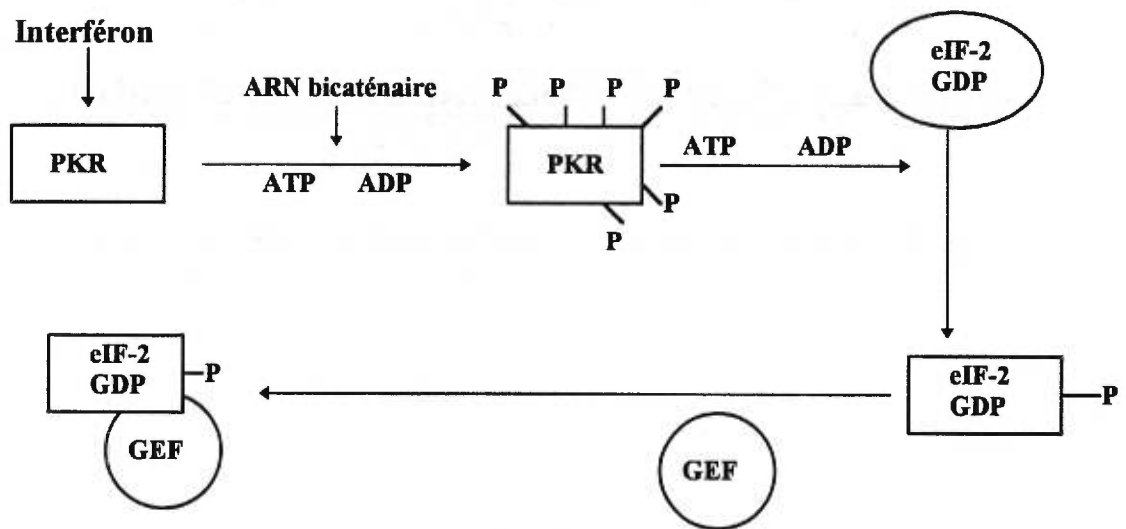 Interféron
PKR
ARN bicaténaire
ATP ADP
P P P P
PKR
P
P
ATP ADP
eIF-2
GDP
eIF-2
GDP
P
GEF
eIF-2
GDP
P
GEF